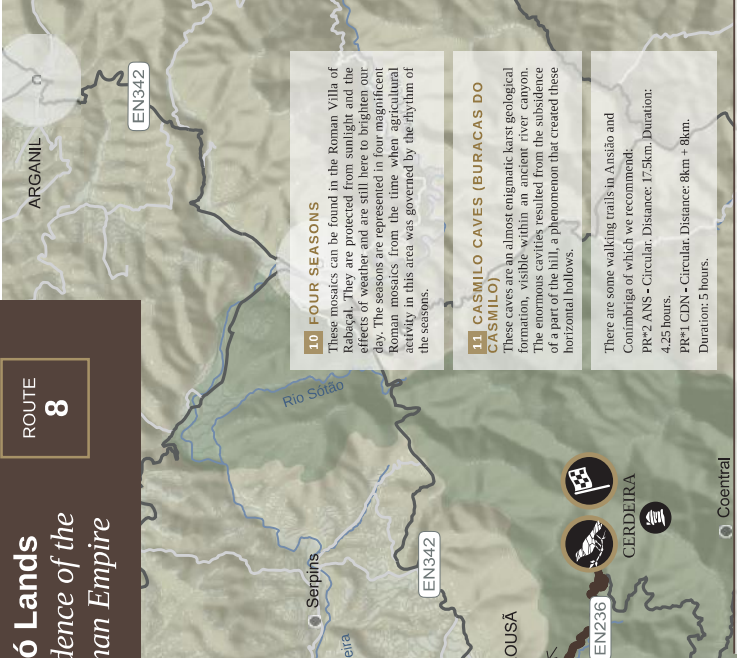 ROUTE
8
ó Lands
dence of the
nan Empire
ARGANIL
EN342
10 FOUR SEASONS
These mosaics can be found in the Roman Villa of
Rabaçal. They are protected from sunlight and the
effects of weather and are still here to brighten our
day. The seasons are represented in four magnificent
Roman mosaics from the time when agricultural
activity in this area was governed by the rhythm of
the seasons.
11 CASMILO CAVES (BURACAS DO
CASMILO)
These caves are an almost enigmatic karst geological
formation, visible within an ancient river canyon.
The enormous cavities resulted from the subsidence
of a part of the hill, a phenomenon that created these
horizontal hollows.
There are some walking trails in Ansião and
Conímbriga of which we recommend:
PR*2 ANS - Circular. Distance: 17.5km. Duration:
4.25 hours.
PR*1 CDN - Circular. Distance: 8km + 8km.
Duration: 5 hours.
Rio Sótão
Serpins
EN342
eira
OUSÃ
EN236
CERDEIRA
Coentral